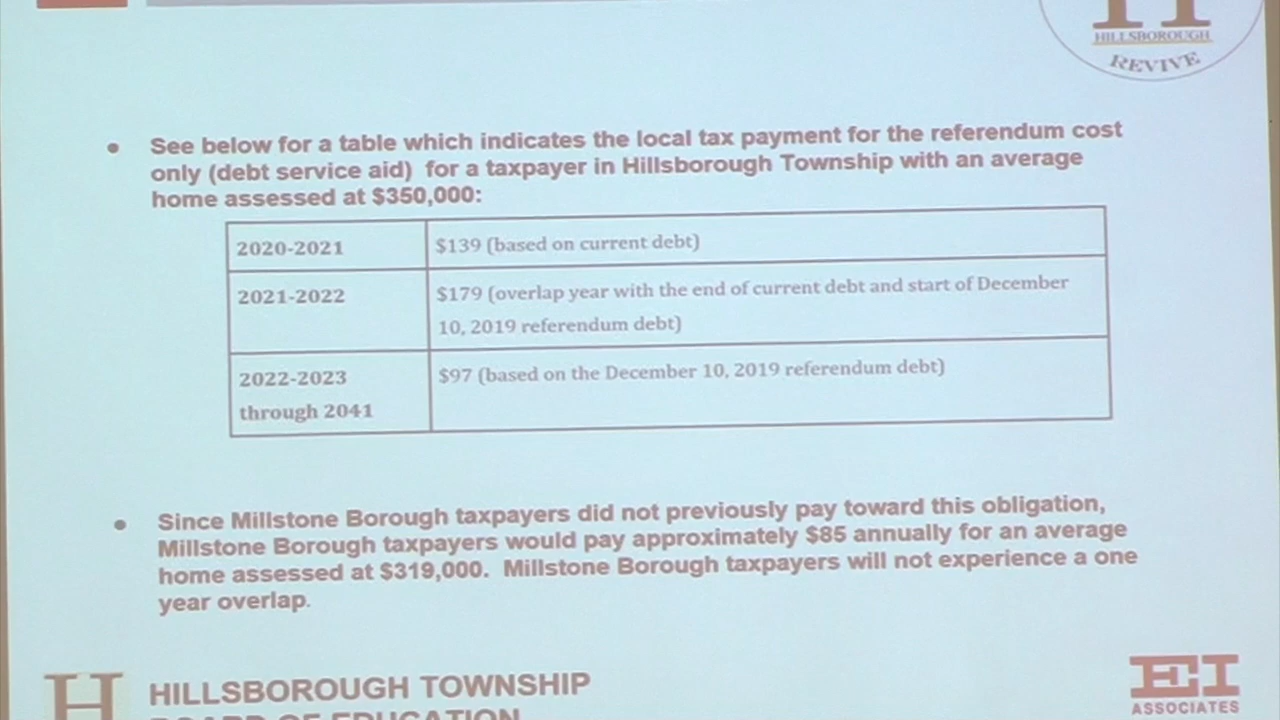 H
HILLSBOROUGH
REVIVE
• See below for a table which indicates the local tax payment for the referendum cost
only (debt service aid) for a taxpayer in Hillsborough Township with an average
home assessed at $350,000:
2020-2021 $139 (based on current debt)
2021-2022 $179 (overlap year with the end of current debt and start of December
10, 2019 referendum debt)
2022-2023 $97 (based on the December 10, 2019 referendum debt)
through 2041
• Since Millstone Borough taxpayers did not previously pay toward this obligation,
Millstone Borough taxpayers would pay approximately $85 annually for an average
home assessed at $319,000. Millstone Borough taxpayers will not experience a one
year overlap.
H
HILLSBOROUGH TOWNSHIP
BOARD OF EDUCATION
EI
ASSOCIATES